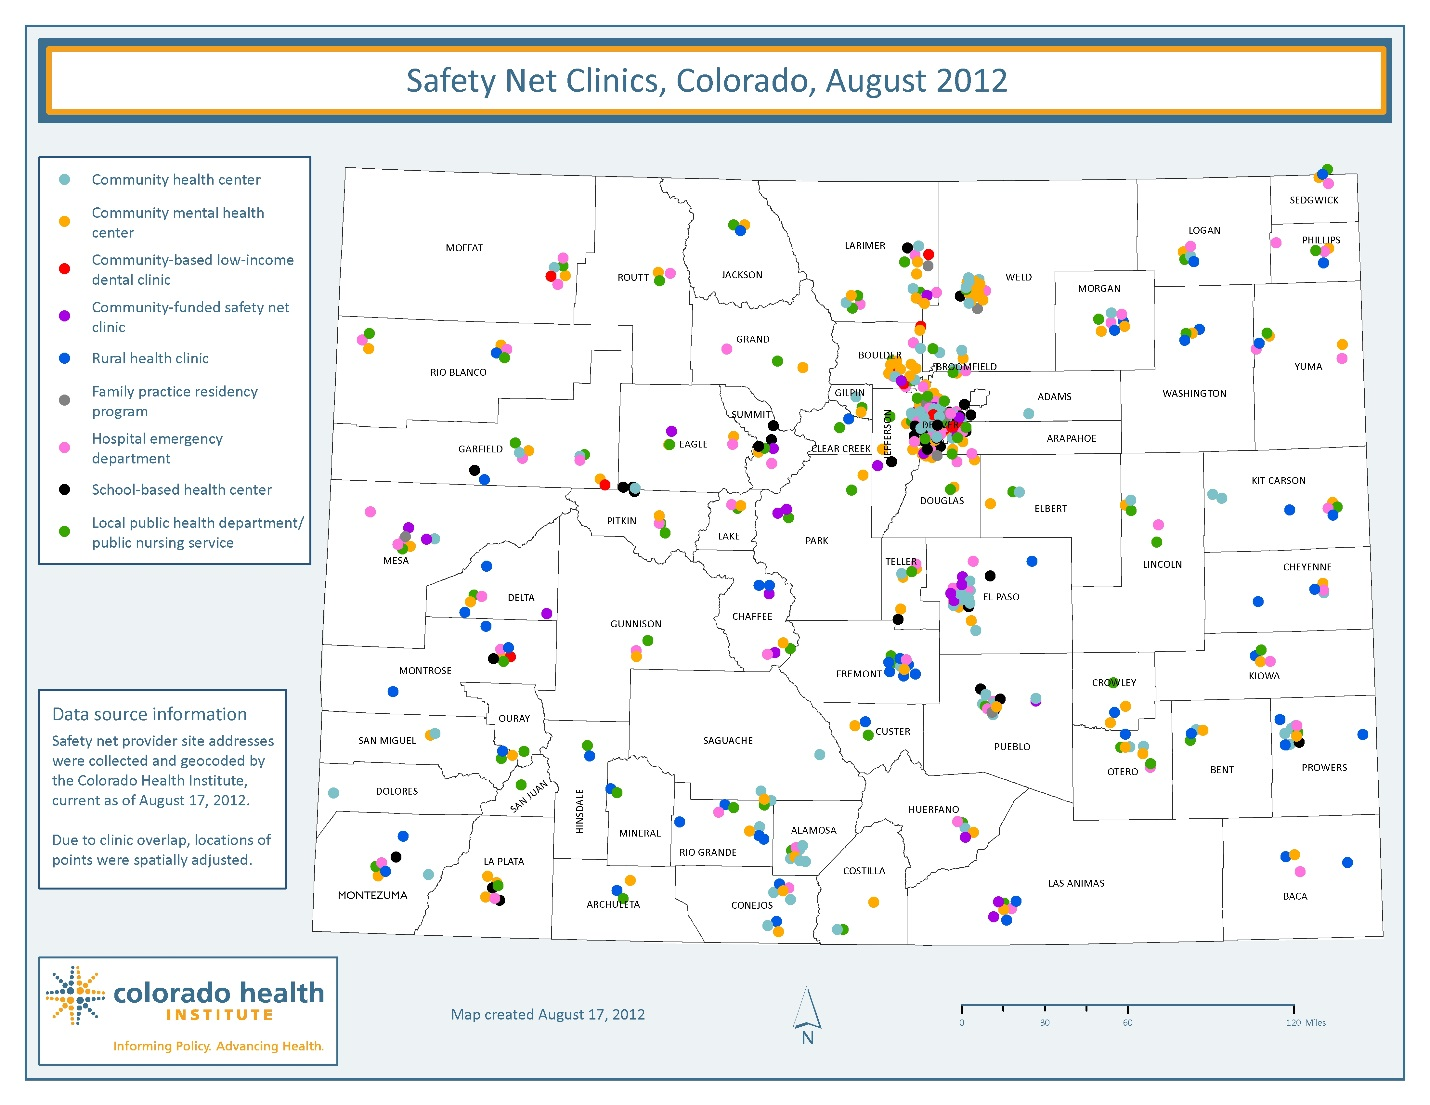 Safety Net Clinics, Colorado, August 2012
Community health center
Community mental health
center
Community-based low-income
dental clinic
Community-funded safety net
clinic
Rural health clinic
Family practice residency
program
Hospital emergency
department
School-based health center
Local public health department/
public nursing service
SEDGWICK
LOGAN
PHILLIPS
MOFFAT
LARIMER
ROUTT
JACKSON
WELD
MORGAN
GRAND
BOULDER
BROOMFIELD
YUMA
RIO BLANCO
GILPIN
ADAMS
WASHINGTON
SUMMIT
JEFFERSON
ARAPAHOE
GARFIELD
CLEAR CREEK
KIT CARSON
DOUGLAS
ELBERT
PITKIN
LAKE
PARK
MESA
TELLER
LINCOLN
CHEYENNE
DELTA
EL PASO
CHAFFEE
GUNNISON
MONTROSE
FREMONT
KIOWA
CROWLEY
OURAY
SAN MIGUEL
SAGUACHE
CUSTER
PUEBLO
OTERO
BENT
PROWERS
DOLORES
SAN JUAN
HINSDALE
HUERFANO
MINERAL
ALAMOSA
RIO GRANDE
LA PLATA
COSTILLA
LAS ANIMAS
MONTEZUMA
ARCHULETA
CONEJOS
BACA
Data source information
Safety net provider site addresses
were collected and geocoded by
the Colorado Health Institute,
current as of August 17, 2012.
Due to clinic overlap, locations of
points were spatially adjusted.
colorado health
INSTITUTE
Informing Policy. Advancing Health.
Map created August 17, 2012
N
0 30 60 120 Miles